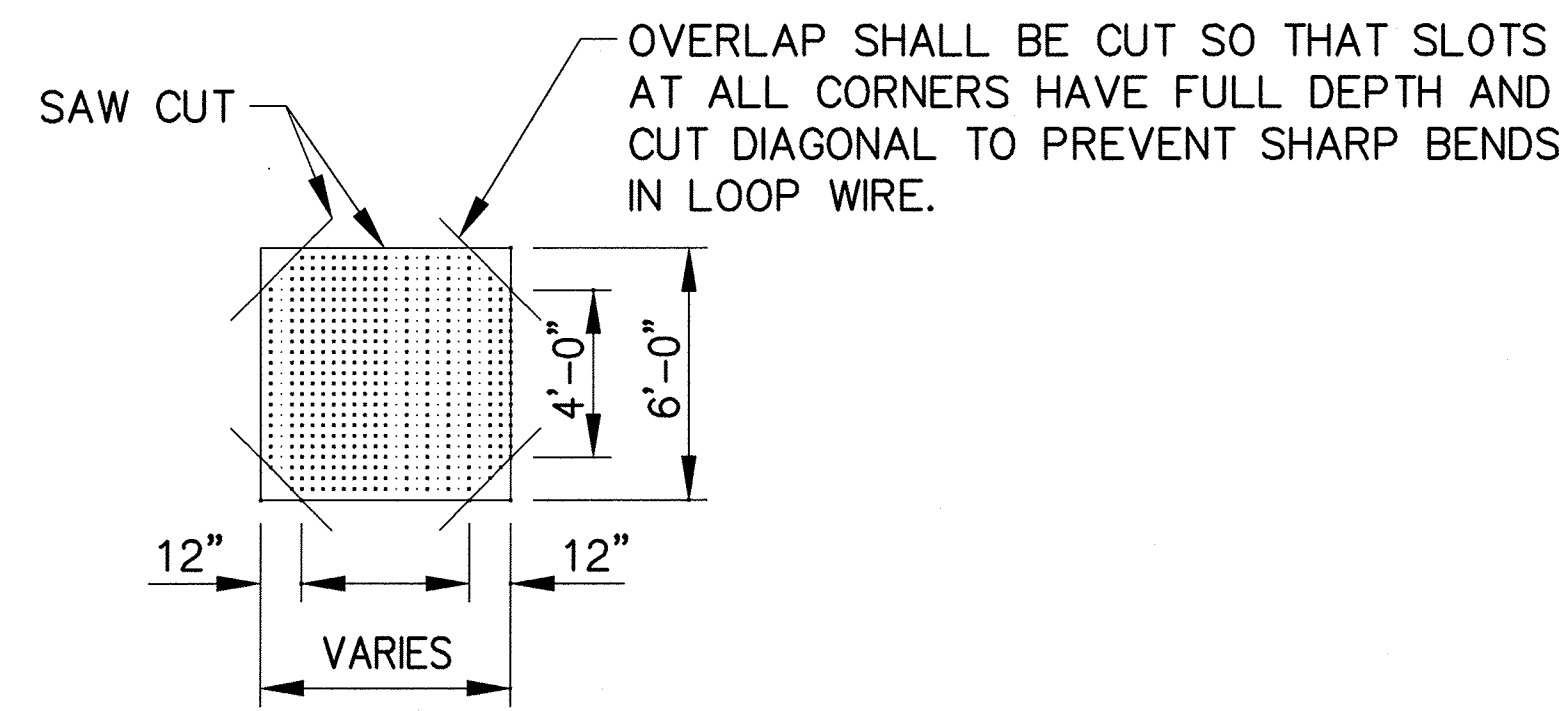 OVERLAP SHALL BE CUT SO THAT SLOTS
AT ALL CORNERS HAVE FULL DEPTH AND
CUT DIAGONAL TO PREVENT SHARP BENDS
IN LOOP WIRE.
SAW CUT
4'-0"
6'-0"
12"
12"
VARIES